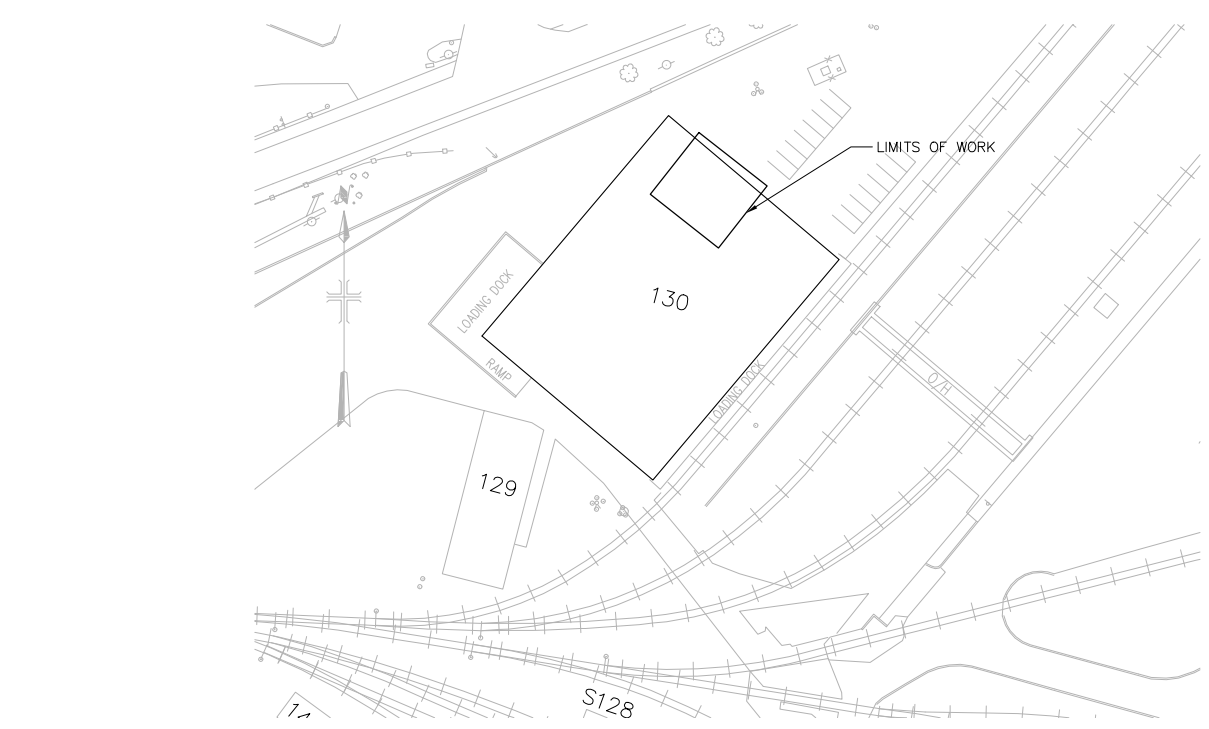 LIMITS OF WORK
LOADING DOCK
130
RAMP
LOADING DOCK
O/H
129
S128